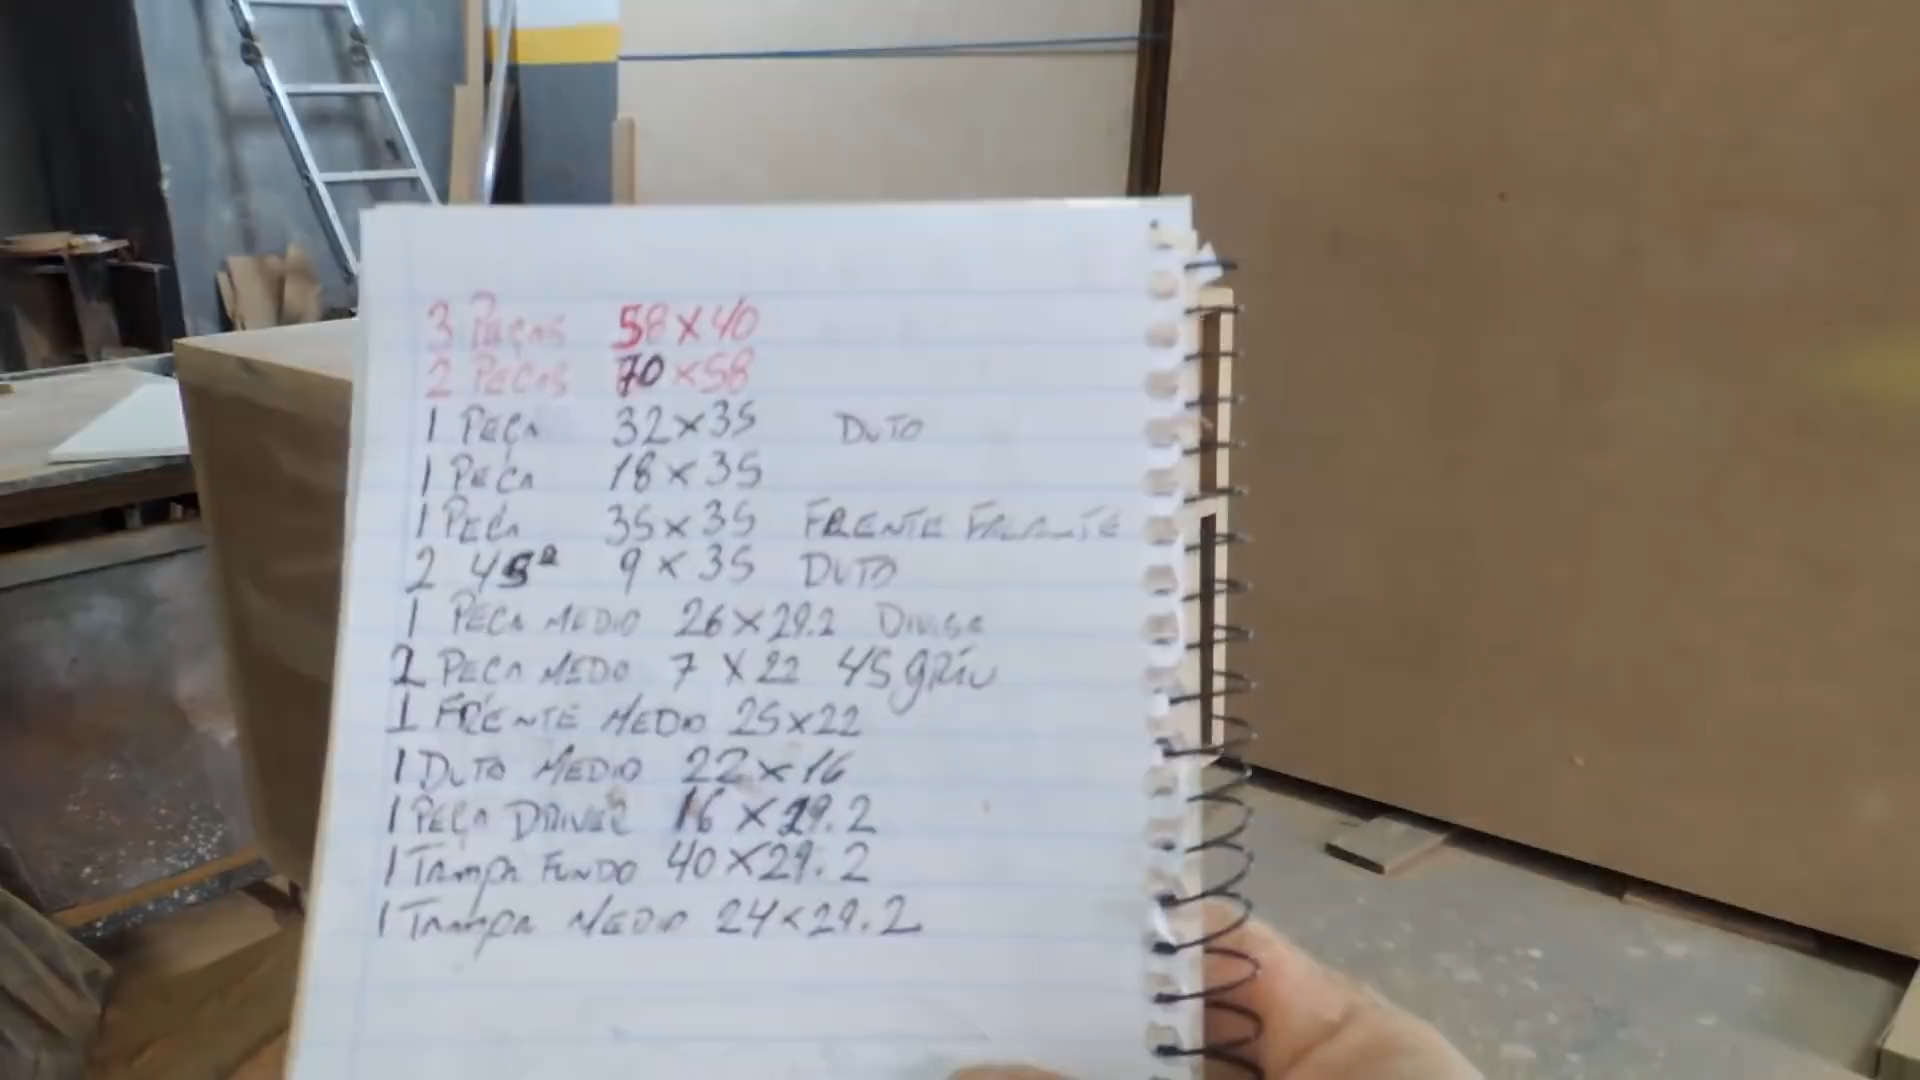 3 PEÇAS 58 X 40
2 PEÇAS 70 X 58
1 PEÇA 32 X 35 DUTO
1 PEÇA 18 X 35
1 PEÇA 35 X 35 FRENTE FALANTE
2 45º 9 X 35 DUTO
1 PEÇA MEDIO 26 X 29.2 DIVISA
2 PEÇA MEDIO 7 X 22 45 grau
1 FRENTE MEDIO 25 X 22
1 DUTO MEDIO 22 X 16
1 PEÇA DRIVER 16 X 29.2
1 TAMPA FUNDO 40 X 29.2
1 TAMPA MEDIO 24 X 29.2